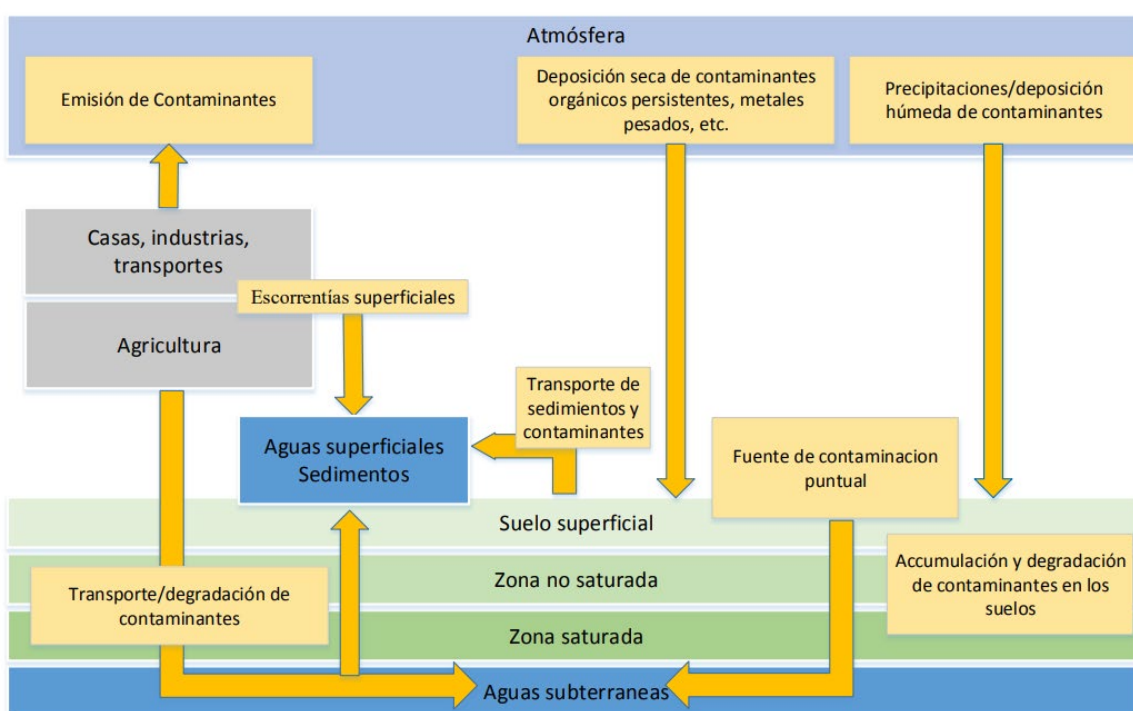 Atmósfera
Emisión de Contaminantes
Deposición seca de contaminantes
orgánicos persistentes, metales
pesados, etc.
Precipitaciones/deposición
húmeda de contaminantes
Casas, industrias,
transportes
Escorrentías superficiales
Agricultura
Transporte de
sedimientos y
contaminantes
Aguas superficiales
Sedimentos
Fuente de contaminacion
puntual
Suelo superficial
Zona no saturada
Accumulación y degradación
de contaminantes en los
suelos
Transporte/degradación de
contaminantes
Zona saturada
Aguas subterraneas